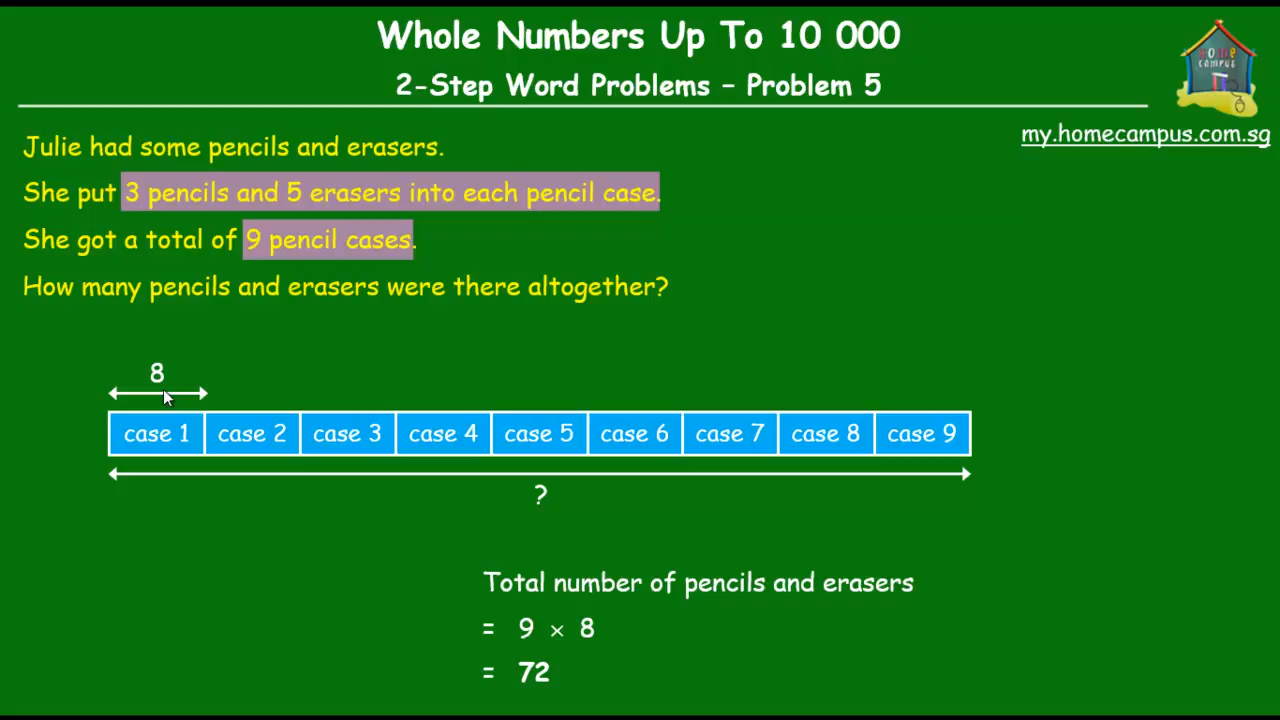 Whole Numbers Up To 10 000
2-Step Word Problems – Problem 5
HOme
campus
my.homecampus.com.sg
Julie had some pencils and erasers.
She put 3 pencils and 5 erasers into each pencil case.
She got a total of 9 pencil cases.
How many pencils and erasers were there altogether?
8
case 1 case 2 case 3 case 4 case 5 case 6 case 7 case 8 case 9
?
Total number of pencils and erasers
= 9 × 8
= 72